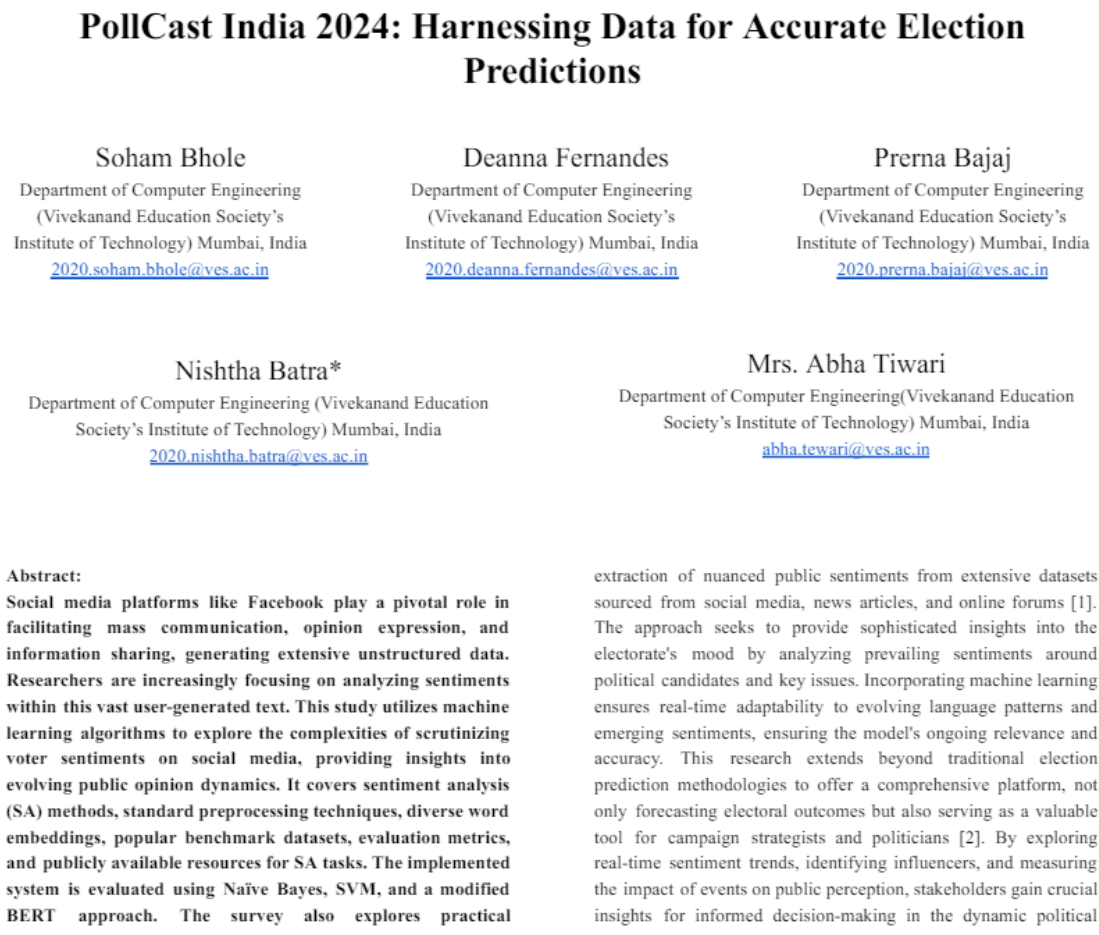 PollCast India 2024: Harnessing Data for Accurate Election
Predictions
Soham Bhole
Department of Computer Engineering
(Vivekanand Education Society’s
Institute of Technology) Mumbai, India
2020.soham.bhole@ves.ac.in
Deanna Fernandes
Department of Computer Engineering
(Vivekanand Education Society’s
Institute of Technology) Mumbai, India
2020.deanna.fernandes@ves.ac.in
Prerna Bajaj
Department of Computer Engineering
(Vivekanand Education Society’s
Institute of Technology) Mumbai, India
2020.prerna.bajaj@ves.ac.in
Nishtha Batra*
Department of Computer Engineering (Vivekanand Education
Society’s Institute of Technology) Mumbai, India
2020.nishtha.batra@ves.ac.in
Mrs. Abha Tiwari
Department of Computer Engineering(Vivekanand Education
Society’s Institute of Technology) Mumbai, India
abha.tewari@ves.ac.in
Abstract:
Social media platforms like Facebook play a pivotal role in
facilitating mass communication, opinion expression, and
information sharing, generating extensive unstructured data.
Researchers are increasingly focusing on analyzing sentiments
within this vast user-generated text. This study utilizes machine
learning algorithms to explore the complexities of scrutinizing
voter sentiments on social media, providing insights into
evolving public opinion dynamics. It covers sentiment analysis
(SA) methods, standard preprocessing techniques, diverse word
embeddings, popular benchmark datasets, evaluation metrics,
and publicly available resources for SA tasks. The implemented
system is evaluated using Naïve Bayes, SVM, and a modified
BERT approach. The survey also explores practical
extraction of nuanced public sentiments from extensive datasets
sourced from social media, news articles, and online forums [1].
The approach seeks to provide sophisticated insights into the
electorate's mood by analyzing prevailing sentiments around
political candidates and key issues. Incorporating machine learning
ensures real-time adaptability to evolving language patterns and
emerging sentiments, ensuring the model's ongoing relevance and
accuracy. This research extends beyond traditional election
prediction methodologies to offer a comprehensive platform, not
only forecasting electoral outcomes but also serving as a valuable
tool for campaign strategists and politicians [2]. By exploring
real-time sentiment trends, identifying influencers, and measuring
the impact of events on public perception, stakeholders gain crucial
insights for informed decision-making in the dynamic political